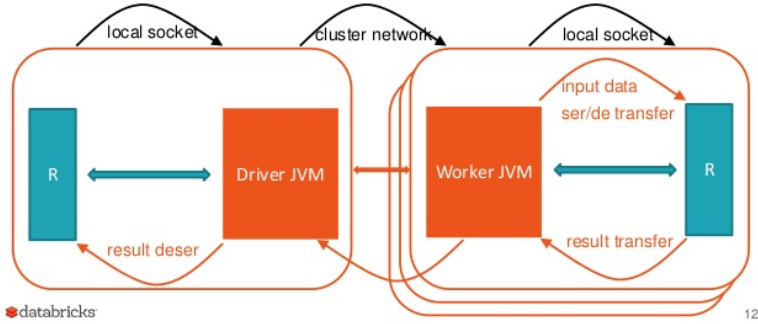 local socket
cluster network
local socket
input data
ser/de transfer
R
Driver JVM
Worker JVM
R
result deser
result transfer
databricks
12